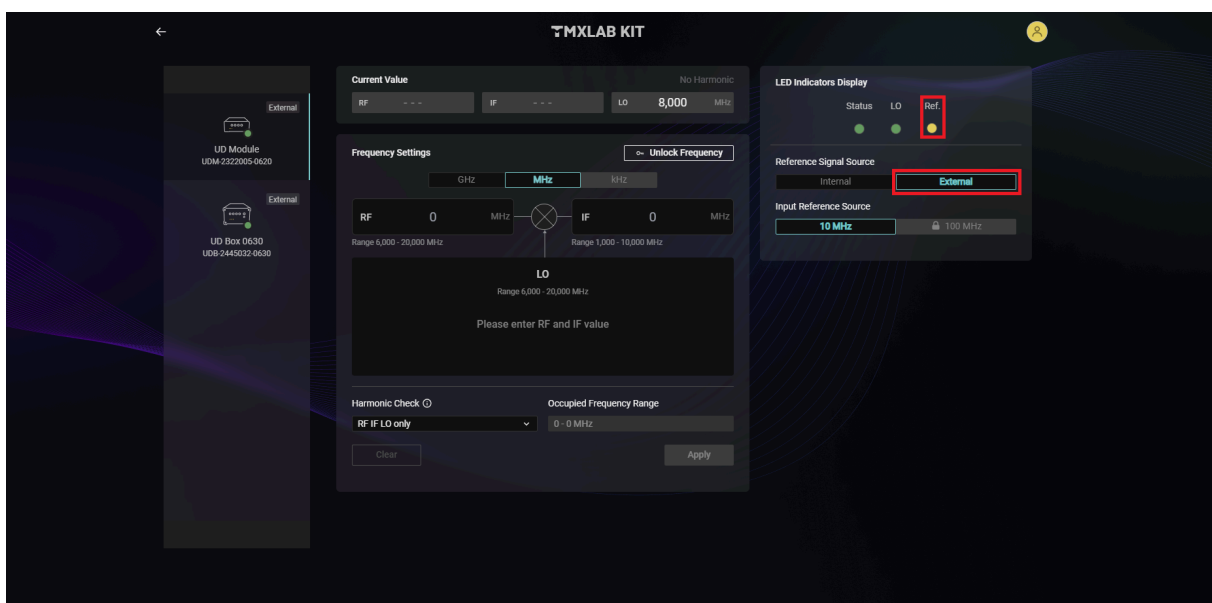 TMXLAB KIT
External
UD Module
UDM-2322005-0620
External
UD Box 0630
UDB-2445032-0630
Current Value
No Harmonic
RF - - - IF - - - LO 8,000 MHz
Frequency Settings
Unlock Frequency
GHz MHz kHz
RF 0 MHz IF 0 MHz
Range 6,000 - 20,000 MHz Range 1,000 - 10,000 MHz
LO
Range 6,000 - 20,000 MHz
Please enter RF and IF value
Harmonic Check Occupied Frequency Range
RF IF LO only 0 - 0 MHz
Clear Apply
LED Indicators Display
Status LO Ref.
Reference Signal Source
Internal External
Input Reference Source
10 MHz 100 MHz